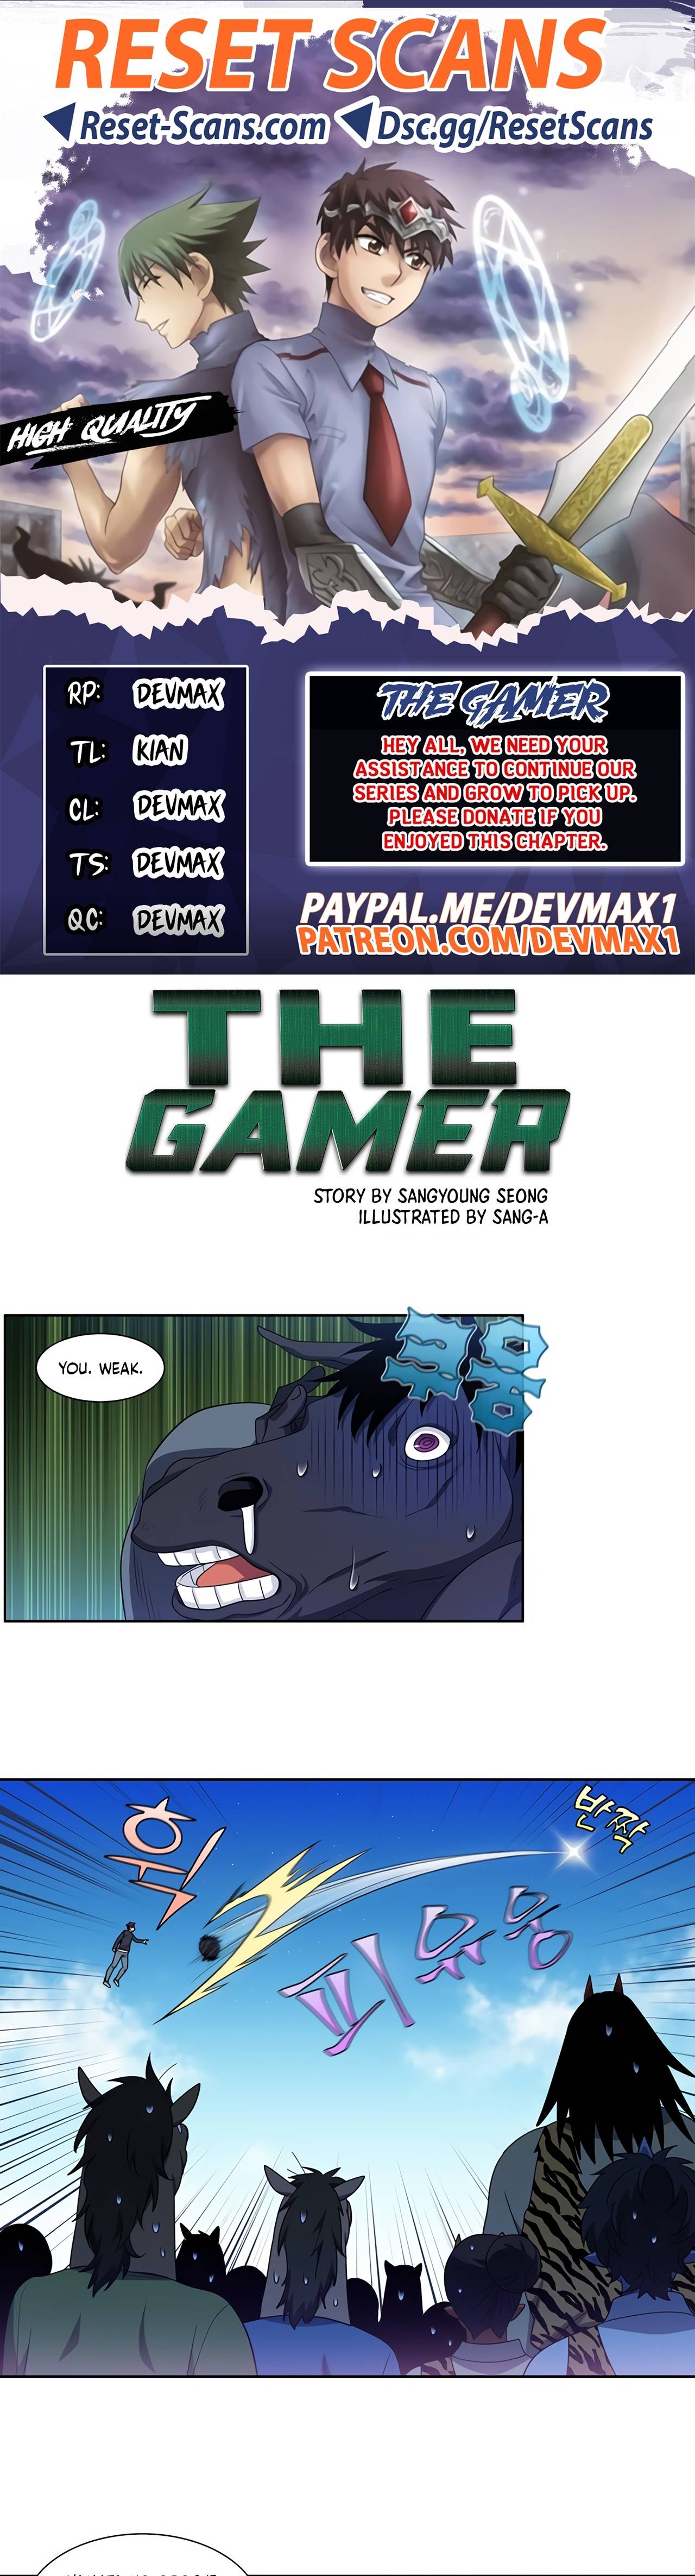 RESET SCANS
Reset-Scans.com Dsc.gg/ResetScans
HIGH QUALITY
RP: DEVMAX
TL: KIAN
CL: DEVMAX
TS: DEVMAX
QC: DEVMAX
THE GAMER
HEY ALL, WE NEED YOUR
ASSISTANCE TO CONTINUE OUR
SERIES AND GROW TO PICK UP.
PLEASE DONATE IF YOU
ENJOYED THIS CHAPTER.
PAYPAL.ME/DEVMAX1
PATREON.COM/DEVMAX1
THE
GAMER
STORY BY SANGYOUNG SEONG
ILLUSTRATED BY SANG-A
YOU. WEAK.
크웅
휙
반짝
피유웅